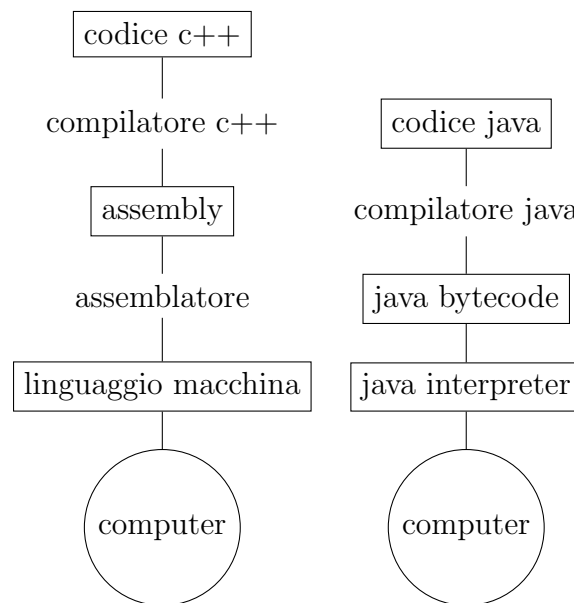 codice c++
compilatore c++
assembly
assemblatore
linguaggio macchina
computer
codice java
compilatore java
java bytecode
java interpreter
computer